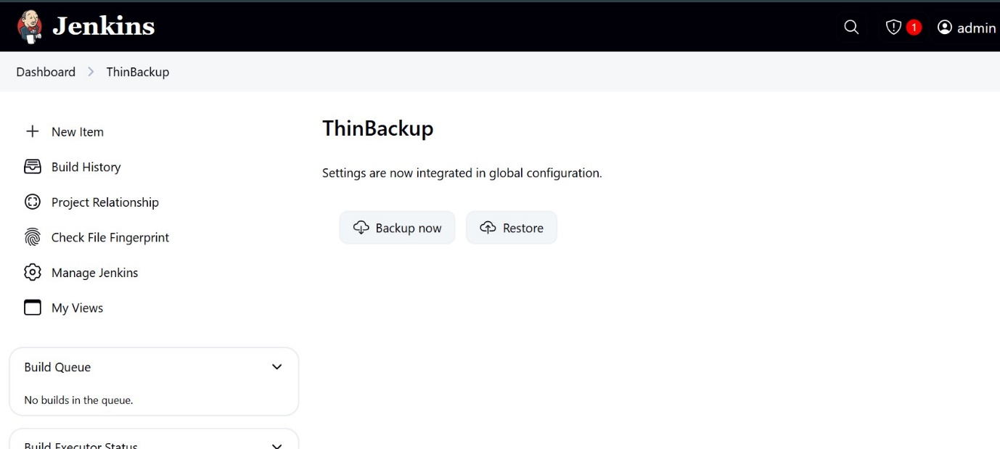 Jenkins
1
admin
Dashboard > ThinBackup
New Item
Build History
Project Relationship
Check File Fingerprint
Manage Jenkins
My Views
Build Queue
No builds in the queue.
Build Executor Status
ThinBackup
Settings are now integrated in global configuration.
Backup now
Restore